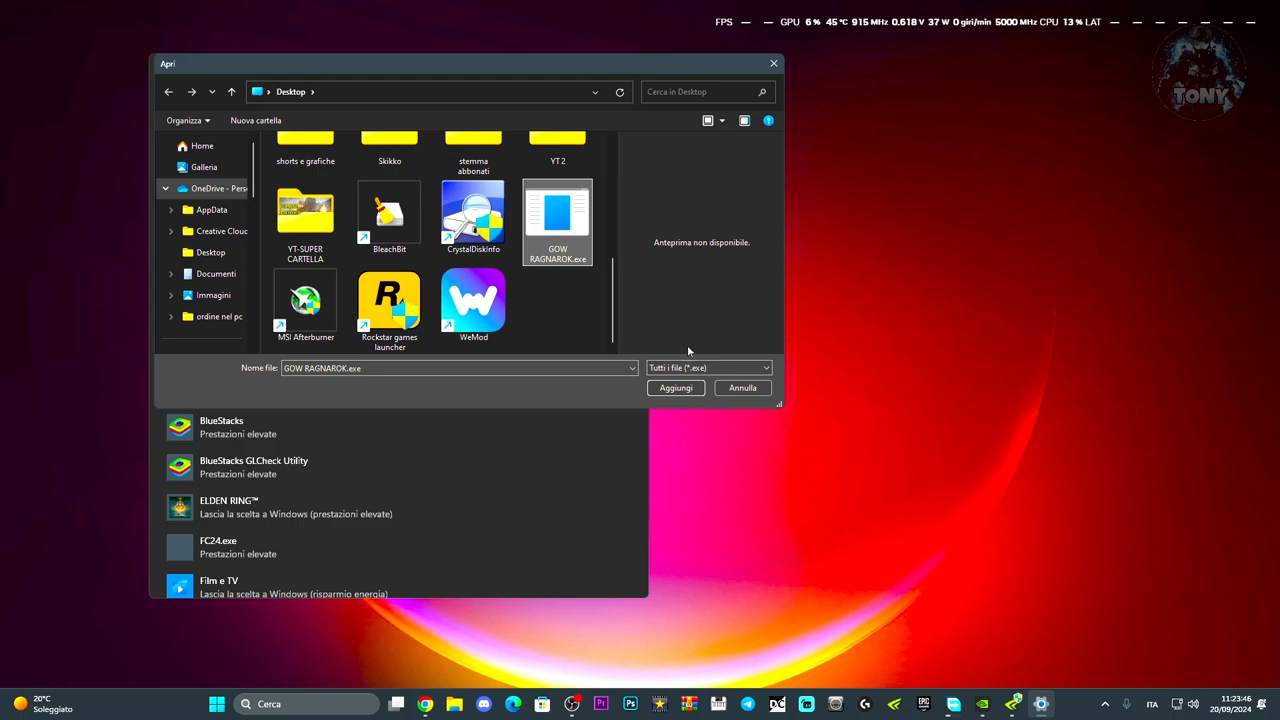 FPS — — GPU 6 % 45 °C 915 MHz 0.618 V 37 W 0 giri/min 5000 MHz CPU 13 % LAT — — — — — — —
TONY
Apri
Desktop
Cerca in Desktop
Organizza
Nuova cartella
Home
Galleria
OneDrive - Pers
AppData
Creative Cloud
Desktop
Documenti
Immagini
ordine nel pc
shorts e grafiche
Skikko
stemma
abbonati
YT 2
YT-SUPER
CARTELLA
BleachBit
CrystalDiskInfo
GOW
RAGNAROK.exe
MSI Afterburner
Rockstar games
launcher
WeMod
Anteprima non disponibile.
Nome file:
GOW RAGNAROK.exe
Tutti i file (*.exe)
Aggiungi
Annulla
BlueStacks
Prestazioni elevate
BlueStacks GLCheck Utility
Prestazioni elevate
ELDEN RING™
Lascia la scelta a Windows (prestazioni elevate)
FC24.exe
Prestazioni elevate
Film e TV
Lascia la scelta a Windows (risparmio energia)
20°C
Soleggiato
Cerca
ITA
11:23:46
20/09/2024